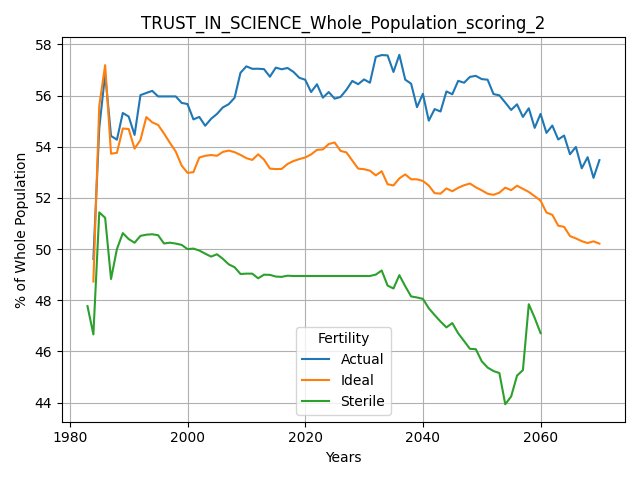 TRUST_IN_SCIENCE_Whole_Population_scoring_2
58
56
54
52
50
48
46
44
% of Whole Population
Fertility
Actual
Ideal
Sterile
1980
2000
2020
2040
2060
Years